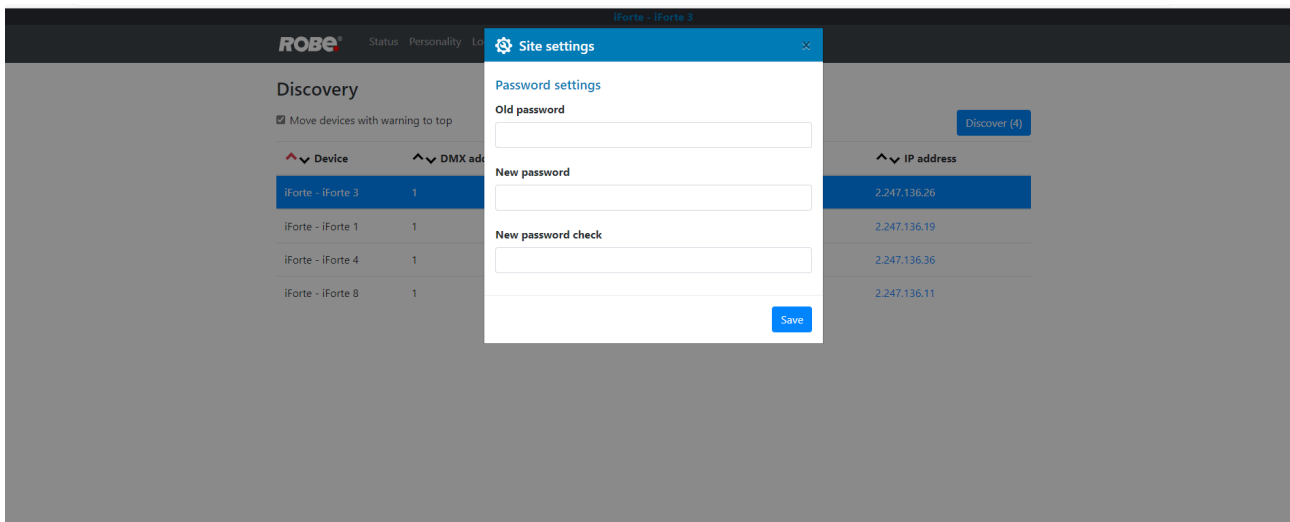 iForte - iForte 3
ROBE®
Status Personality Lo
Site settings ×
Discovery
Password settings
Old password
Move devices with warning to top
Discover (4)
Device DMX add IP address
New password
iForte - iForte 3 1 2.247.136.26
iForte - iForte 1 1 2.247.136.19
New password check
iForte - iForte 4 1 2.247.136.36
iForte - iForte 8 1 2.247.136.11
Save